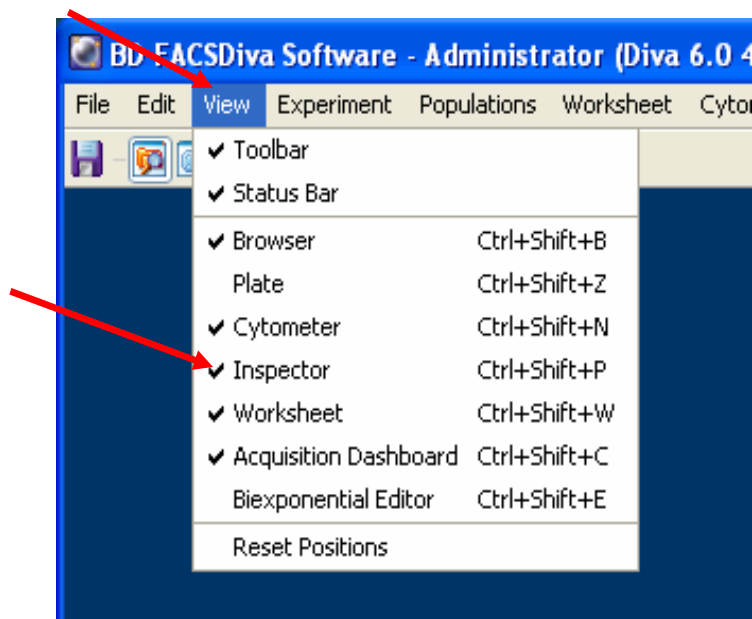 BD FACSDiva Software - Administrator (Diva 6.0 4
File Edit View Experiment Populations Worksheet Cytor
Toolbar
Status Bar
Browser Ctrl+Shift+B
Plate Ctrl+Shift+Z
Cytometer Ctrl+Shift+N
Inspector Ctrl+Shift+P
Worksheet Ctrl+Shift+W
Acquisition Dashboard Ctrl+Shift+C
Biexponential Editor Ctrl+Shift+E
Reset Positions